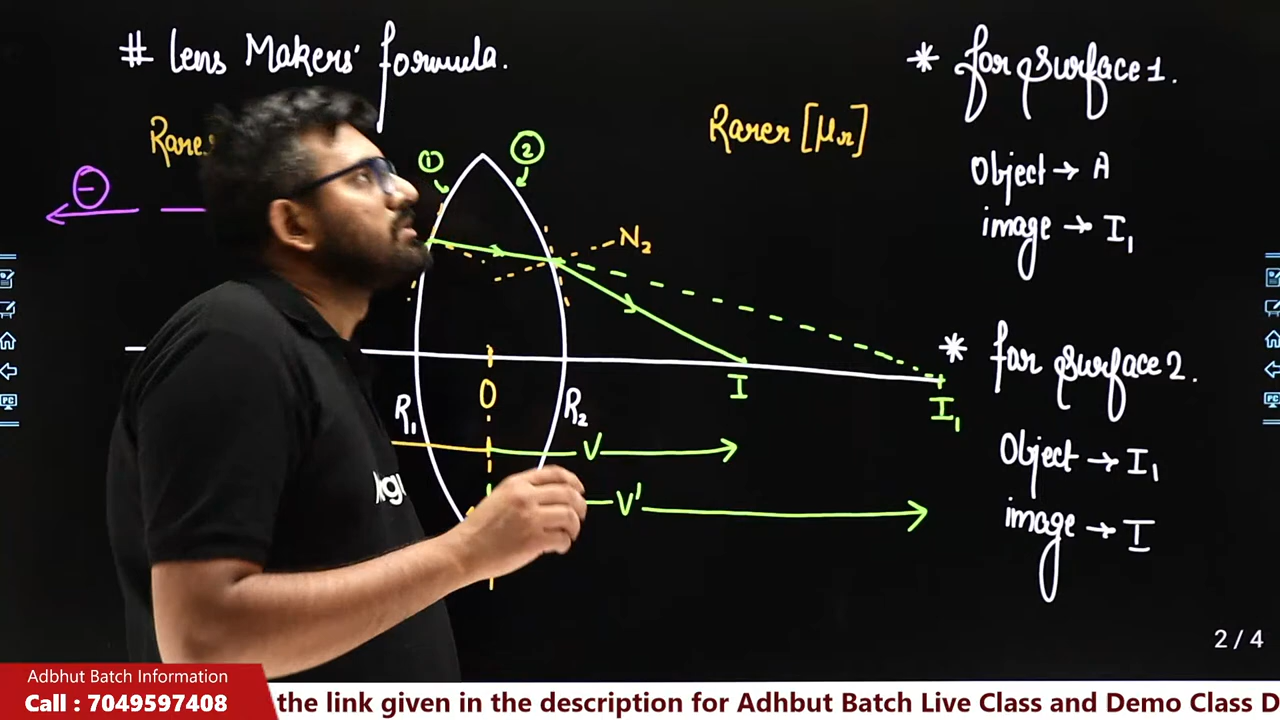 # Lens Makers' formula.
* for surface 1.
Rarer [μr]
① ②
Object → A
image → I₁
N₂
* for surface 2.
I
I₁
O
R₁ R₂
V
V'
Object → I₁
image → I
2 / 4
Adbhut Batch Information
Call : 7049597408
the link given in the description for Adhbut Batch Live Class and Demo Class D